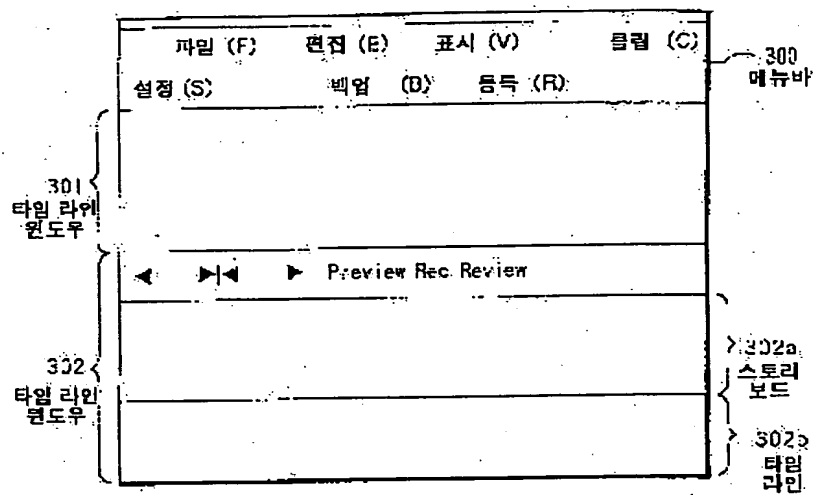 파일 (F) 편집 (E) 표시 (V) 클립 (C)
설정 (S) 백업 (B) 등록 (R)
300
메뉴바
301
타임 라인
윈도우
Preview Rec Review
302
타임 라인
윈도우
302a
스토리
보드
302b
타임
라인